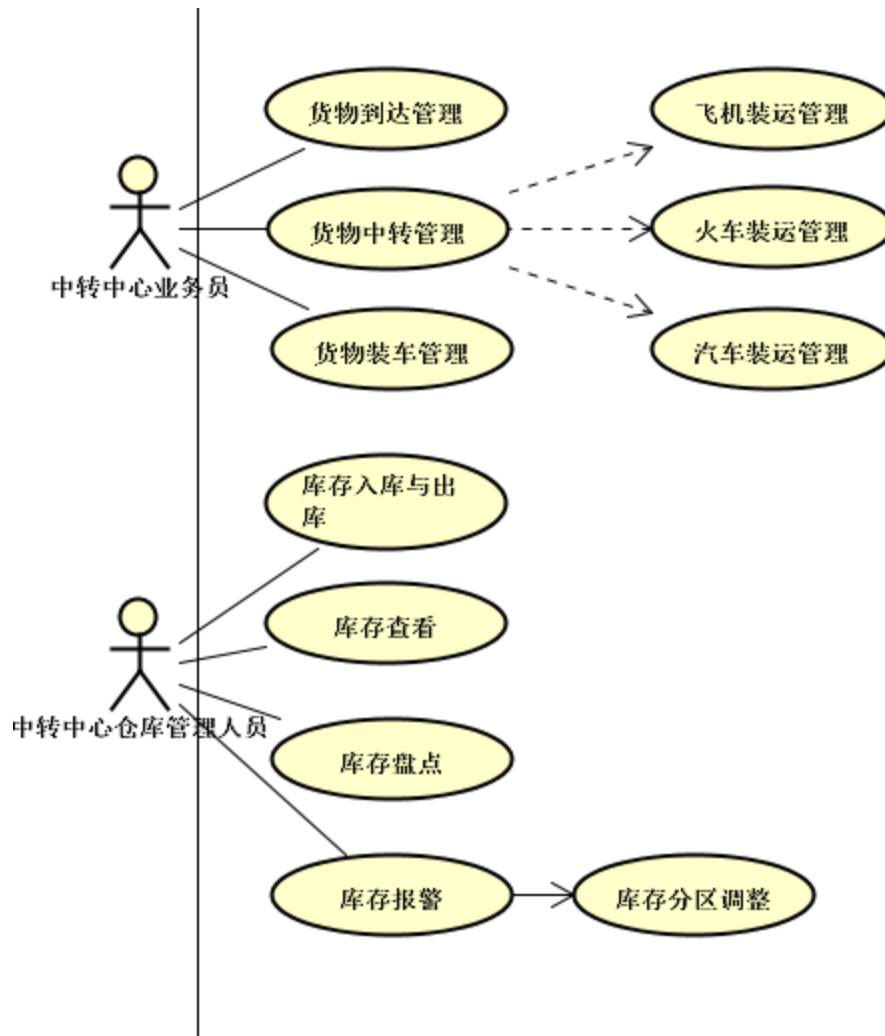 货物到达管理
飞机装运管理
货物中转管理
火车装运管理
中转中心业务员
货物装车管理
汽车装运管理
库存入库与出
库
库存查看
中转中心仓库管理人员
库存盘点
库存报警
库存分区调整